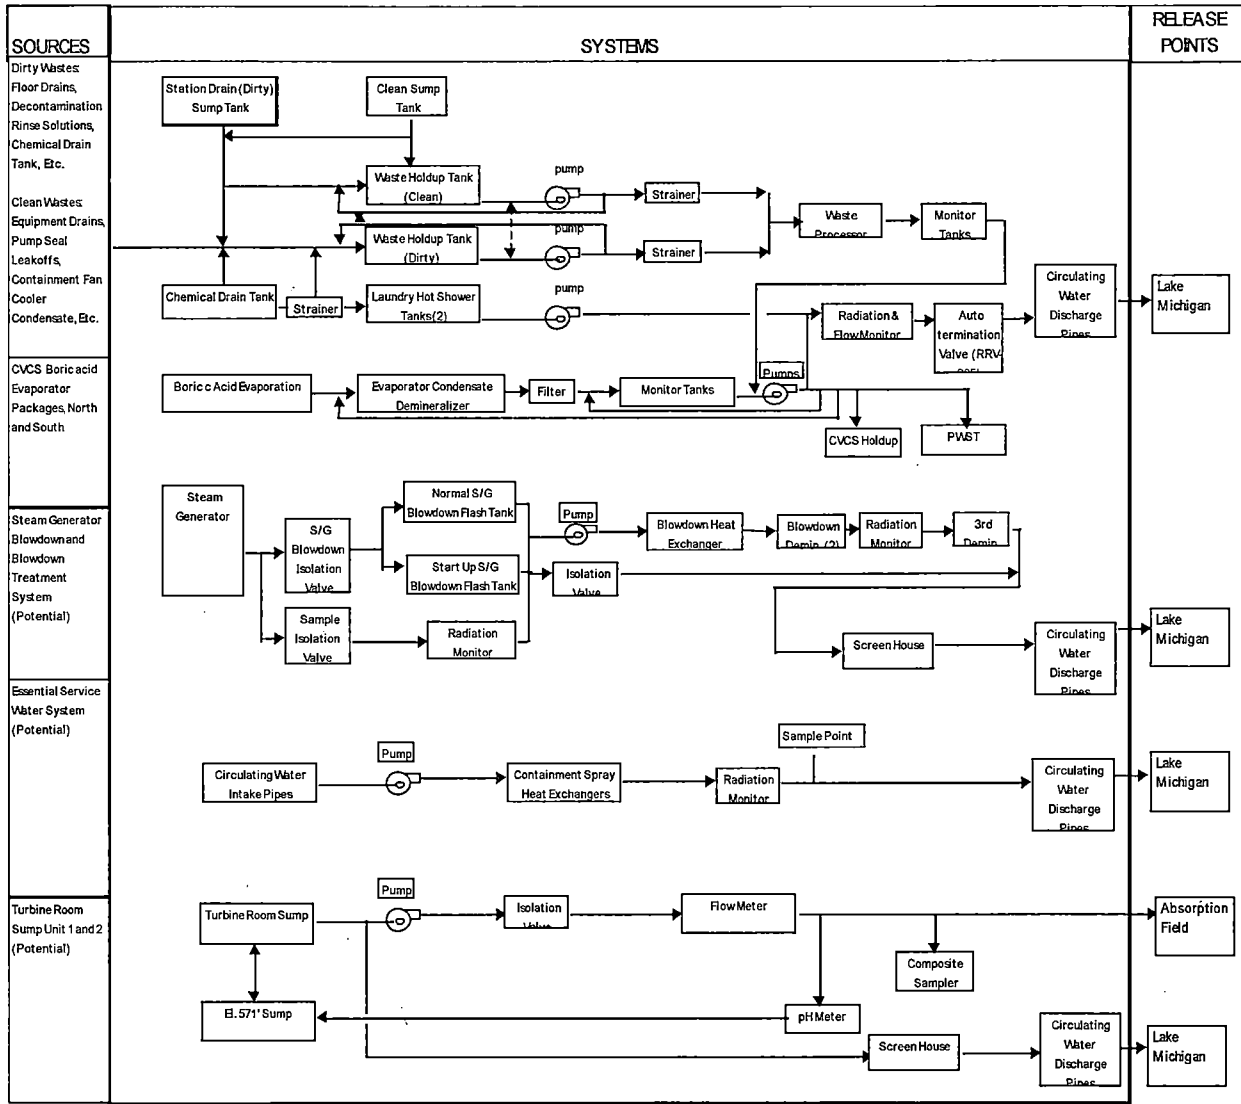 SOURCES
SYSTEMS
RELEASE
POINTS
Dirty Wastes:
Floor Drains,
Decontamination
Rinse Solutions,
Chemical Drain
Tank, Etc.
Clean Wastes:
Equipment Drains,
Pump Seal
Leakoffs,
Containment Fan
Cooler
Condensate, Etc.
Station Drain (Dirty)
Sump Tank
Clean Sump
Tank
Waste Holdup Tank
(Clean)
pump
Strainer
Waste Holdup Tank
(Dirty)
pump
Strainer
Waste
Processor
Monitor
Tanks
Chemical Drain Tank
Strainer
Laundry Hot Shower
Tanks(2)
pump
Radiation &
Flow Monitor
Auto
termination
Valve (RRV-
Circulating
Water
Discharge
Pipes
Lake
Michigan
CVCS Boric acid
Evaporator
Packages, North
and South
Boric c Acid Evaporation
Evaporator Condensate
Demineralizer
Filter
Monitor Tanks
Pumps
CVCS Holdup
PWST
Steam Generator
Blowdown and
Blowdown
Treatment
System
(Potential)
Steam
Generator
S/G
Blowdown
Isolation
Valve
Normal S/G
Blowdown Flash Tank
Start Up S/G
Blowdown Flash Tank
Pump
Blowdown Heat
Exchanger
Blowdown
Demin. (2)
Radiation
Monitor
3rd
Demin
Isolation
Valve
Sample
Isolation
Valve
Radiation
Monitor
Screen House
Circulating
Water
Discharge
Pipes
Lake
Michigan
Essential Service
Water System
(Potential)
Circulating Water
Intake Pipes
Pump
Containment Spray
Heat Exchangers
Radiation
Monitor
Sample Point
Circulating
Water
Discharge
Pipes
Lake
Michigan
Turbine Room
Sump Unit 1 and 2
(Potential)
Turbine Room Sump
Pump
Isolation
Valve
Flow Meter
Composite
Sampler
Absorption
Field
El. 571' Sump
pH Meter
Screen House
Circulating
Water
Discharge
Pipes
Lake
Michigan